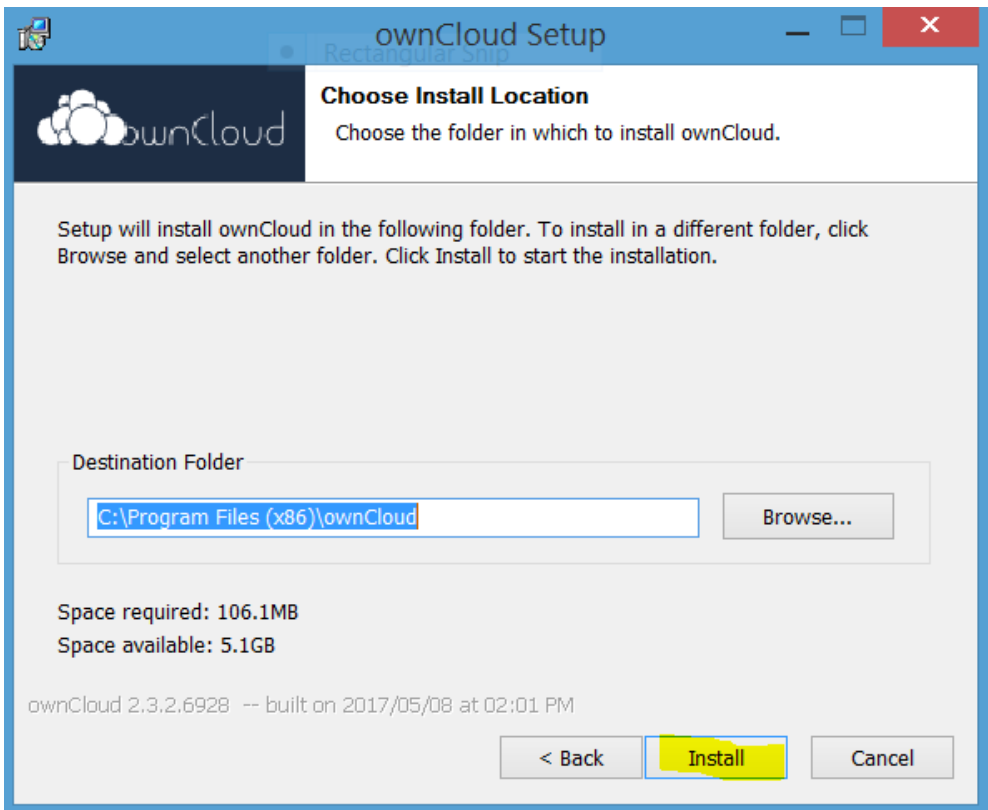 ownCloud Setup
Rectangular Snip
ownCloud
Choose Install Location
Choose the folder in which to install ownCloud.
Setup will install ownCloud in the following folder. To install in a different folder, click
Browse and select another folder. Click Install to start the installation.
Destination Folder
C:\Program Files (x86)\ownCloud
Browse...
Space required: 106.1MB
Space available: 5.1GB
ownCloud 2.3.2.6928 -- built on 2017/05/08 at 02:01 PM
< Back
Install
Cancel